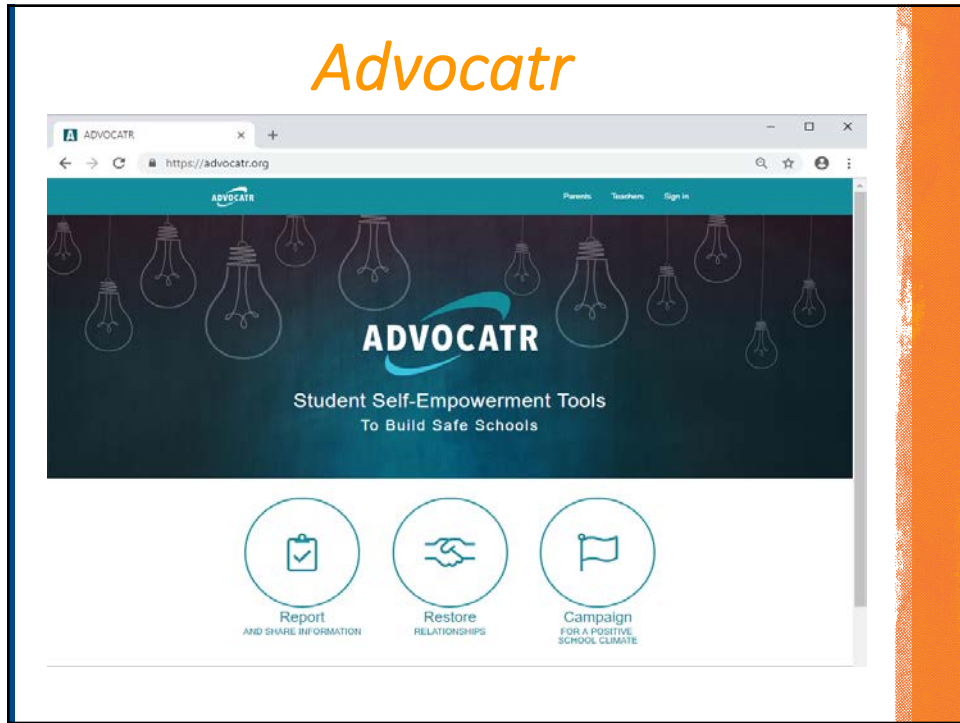 Advocatr
ADVOCATR
https://advocatr.org
ADVOCATR
Parents Teachers Sign in
ADVOCATR
Student Self-Empowerment Tools
To Build Safe Schools
Report
AND SHARE INFORMATION
Restore
RELATIONSHIPS
Campaign
FOR A POSITIVE
SCHOOL CLIMATE